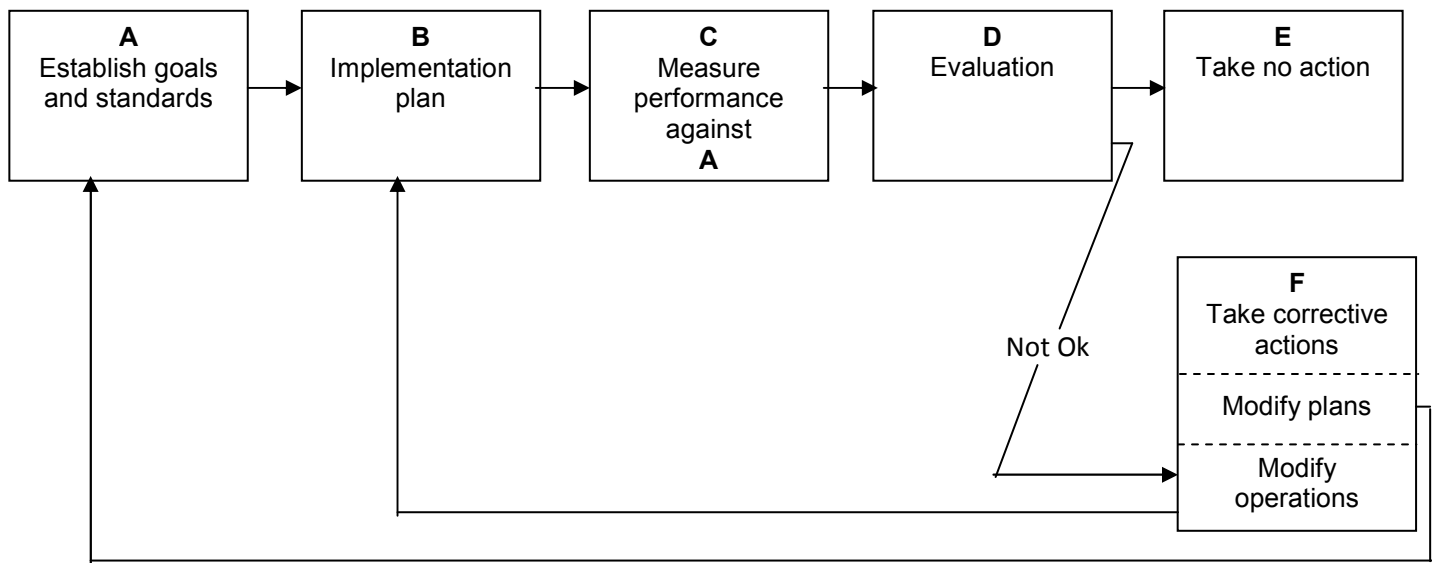 A
Establish goals
and standards
B
Implementation
plan
C
Measure
performance
against
A
D
Evaluation
E
Take no action
Not Ok
F
Take corrective
actions
Modify plans
Modify
operations